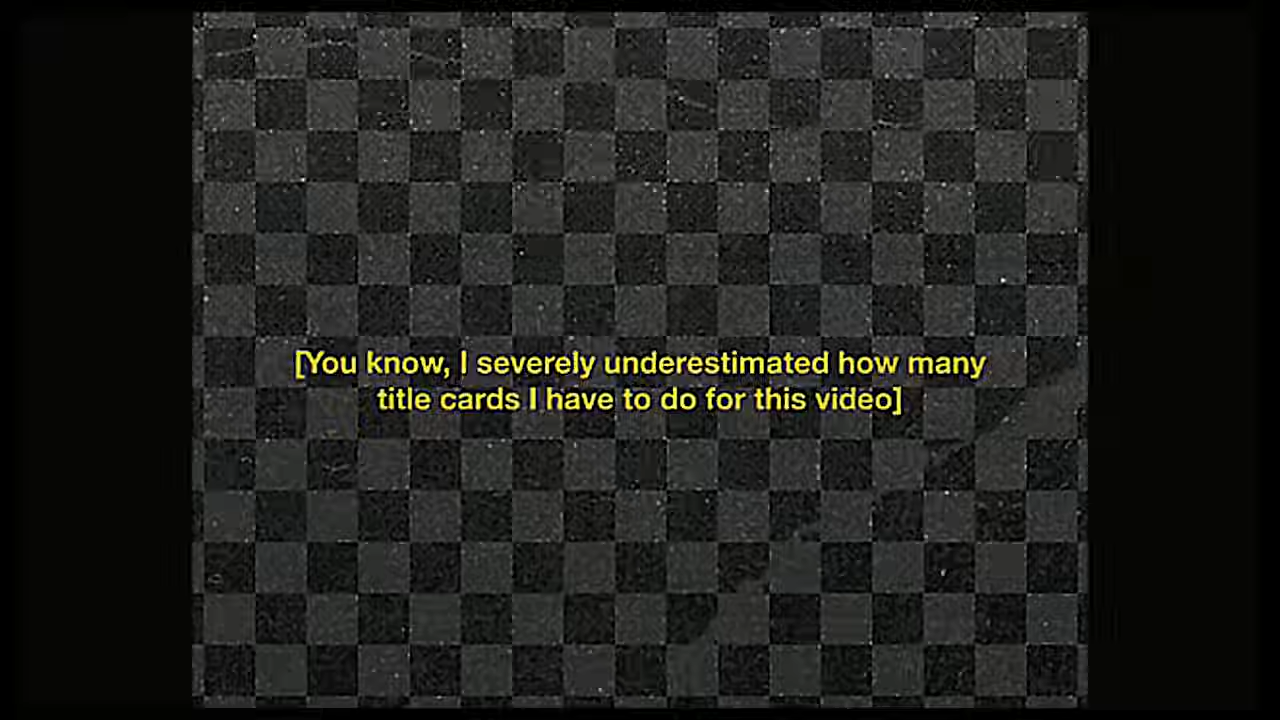 [You know, I severely underestimated how many
title cards I have to do for this video]